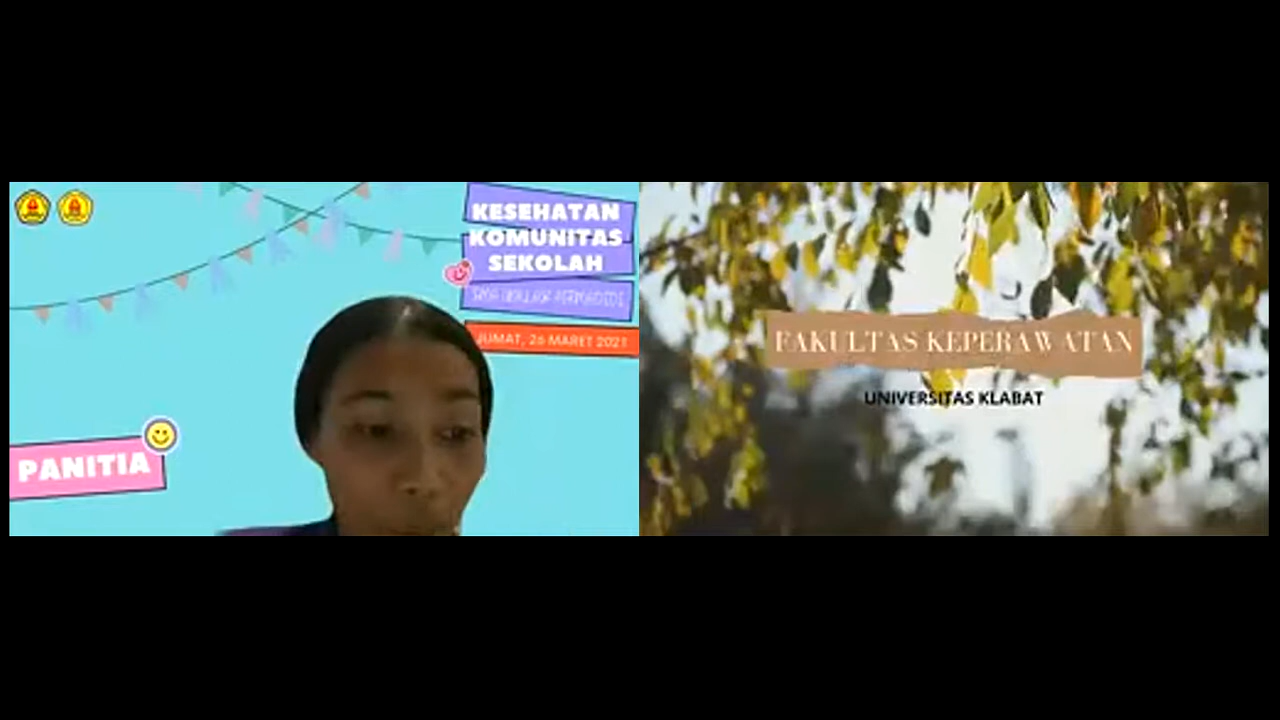 KESEHATAN
KOMUNITAS
SEKOLAH
JUMAT, 26 MARET 2021
PANITIA
FAKULTAS KEPERAWATAN
UNIVERSITAS KLABAT